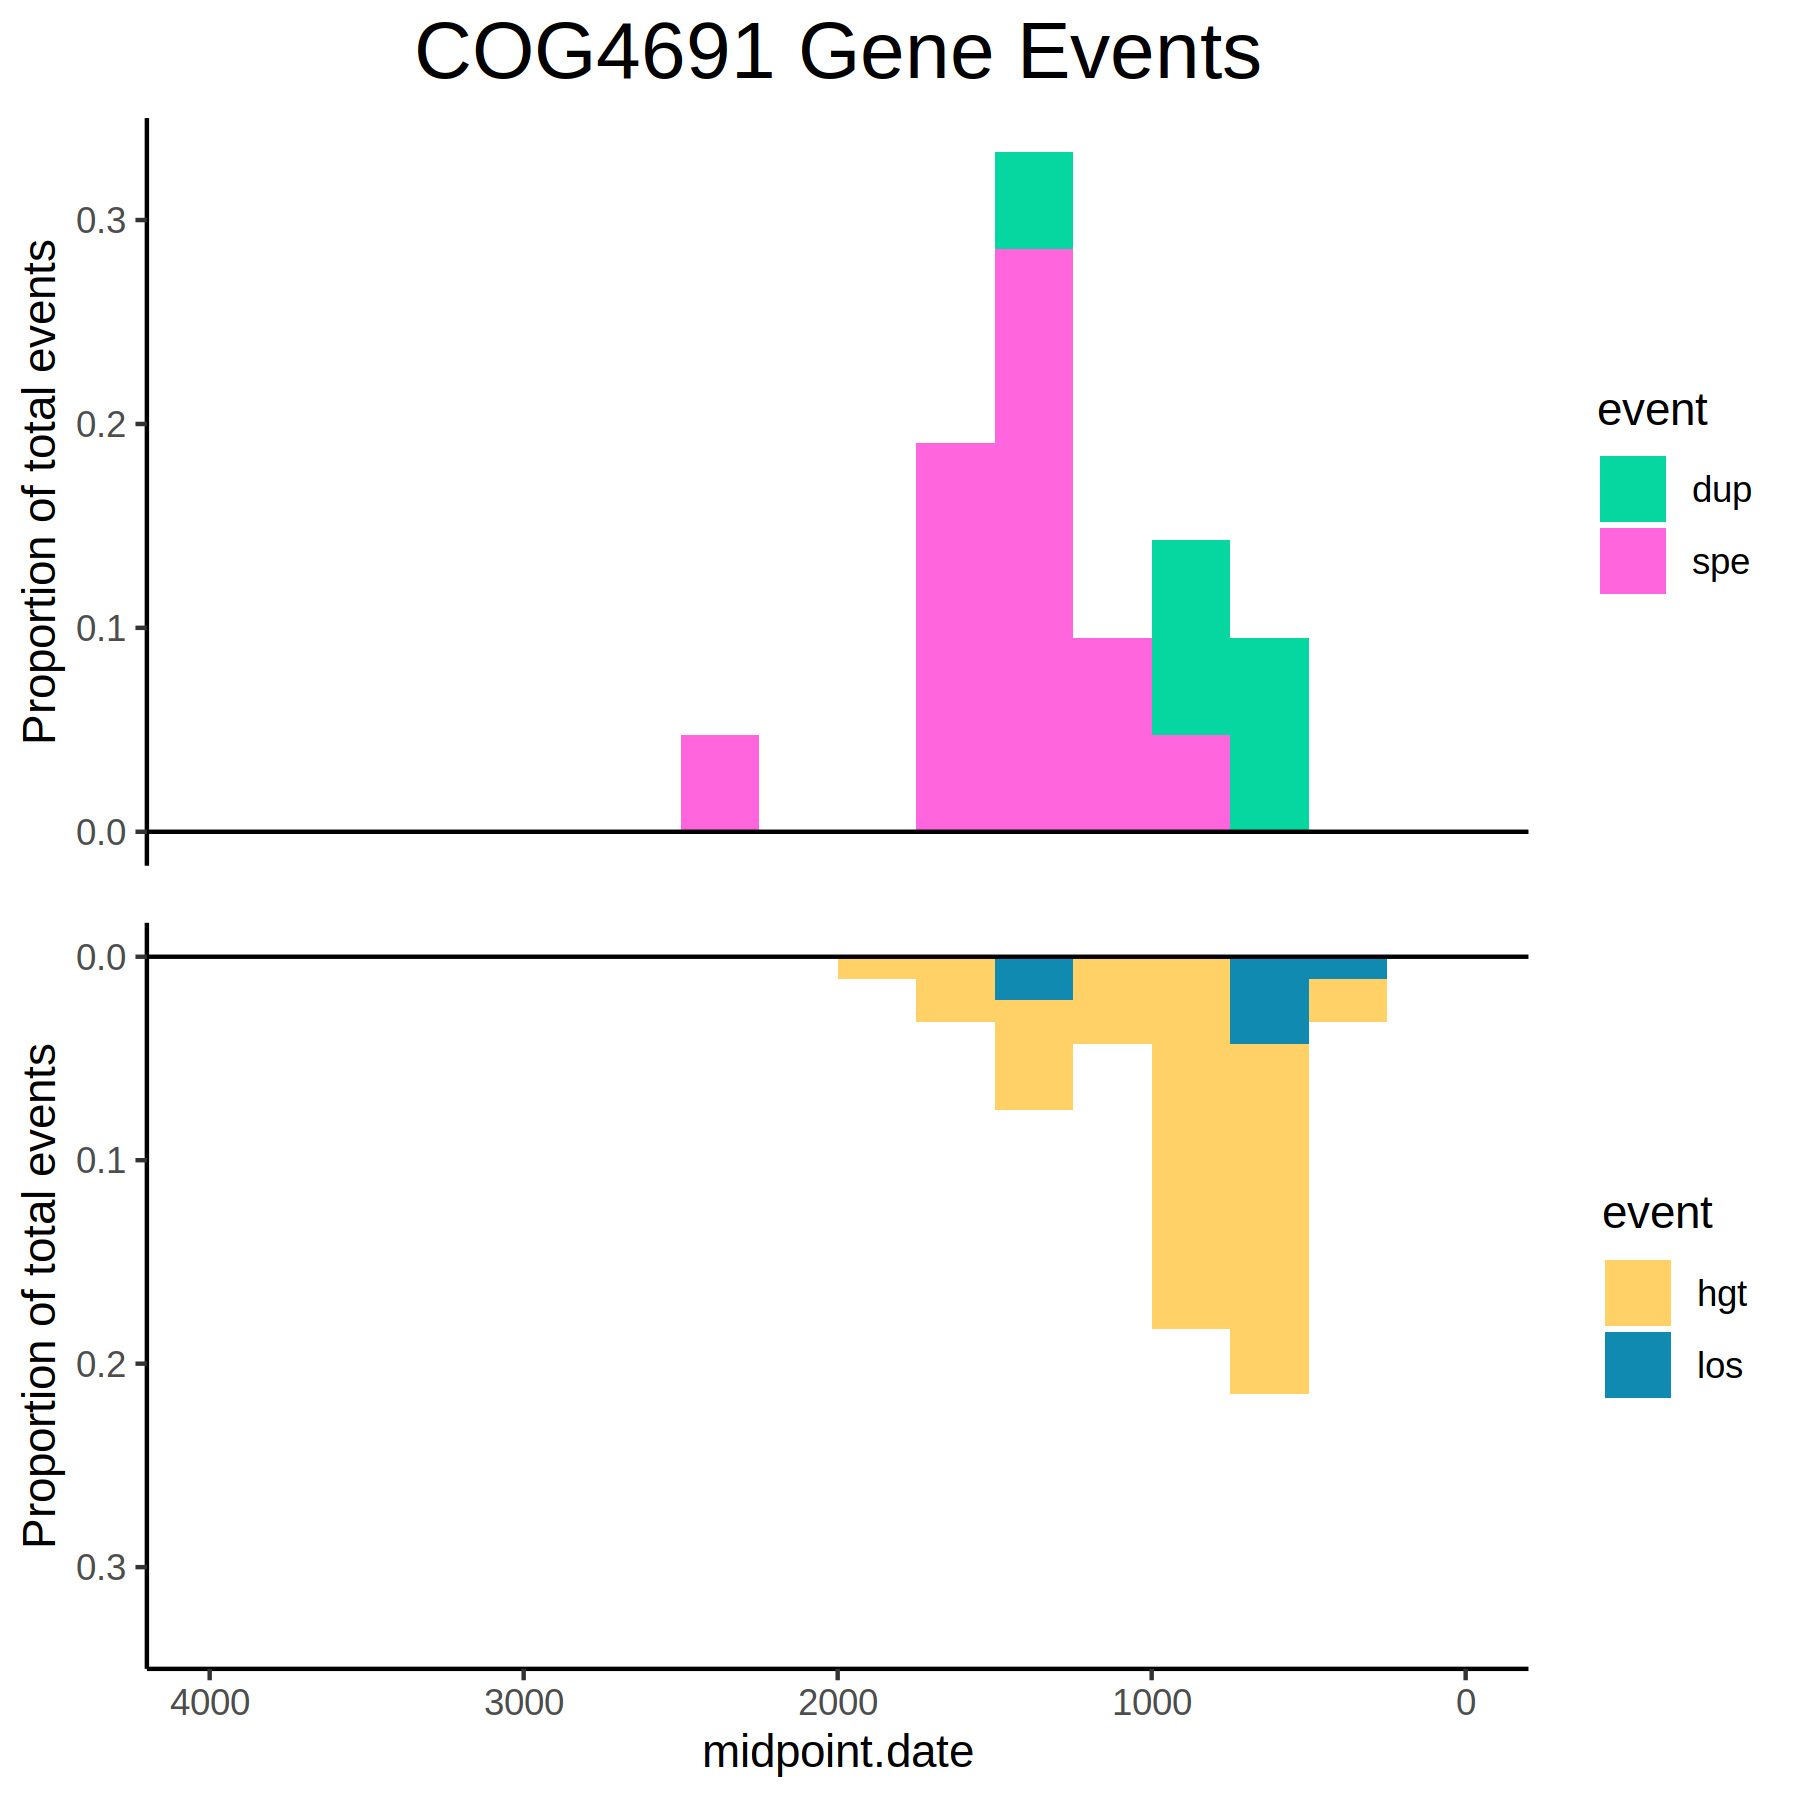 COG4691 Gene Events
Proportion of total events
0.3
0.2
0.1
0.0
event
dup
spe
Proportion of total events
0.0
0.1
0.2
0.3
event
hgt
los
4000 3000 2000 1000 0
midpoint.date